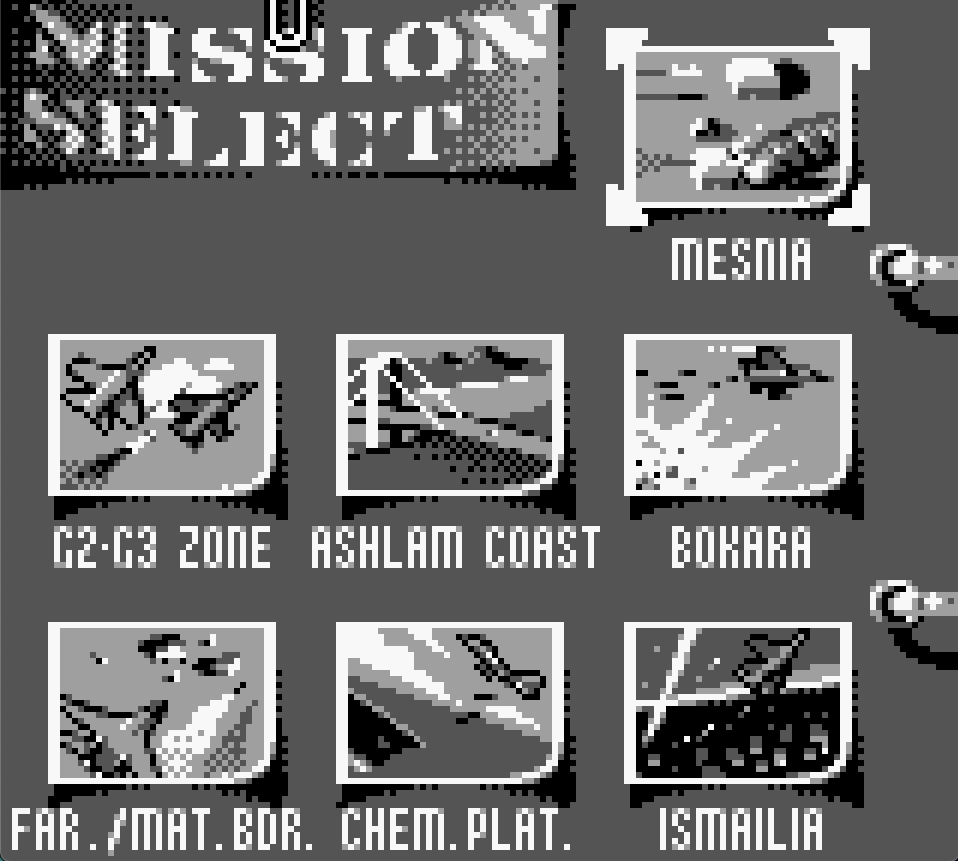 MISSION
SELECT
MESNIA
G2·G3 ZONE
ASHLAM COAST
BOKARA
FAR./MAT.BDR.
CHEM.PLAT.
ISMAILIA